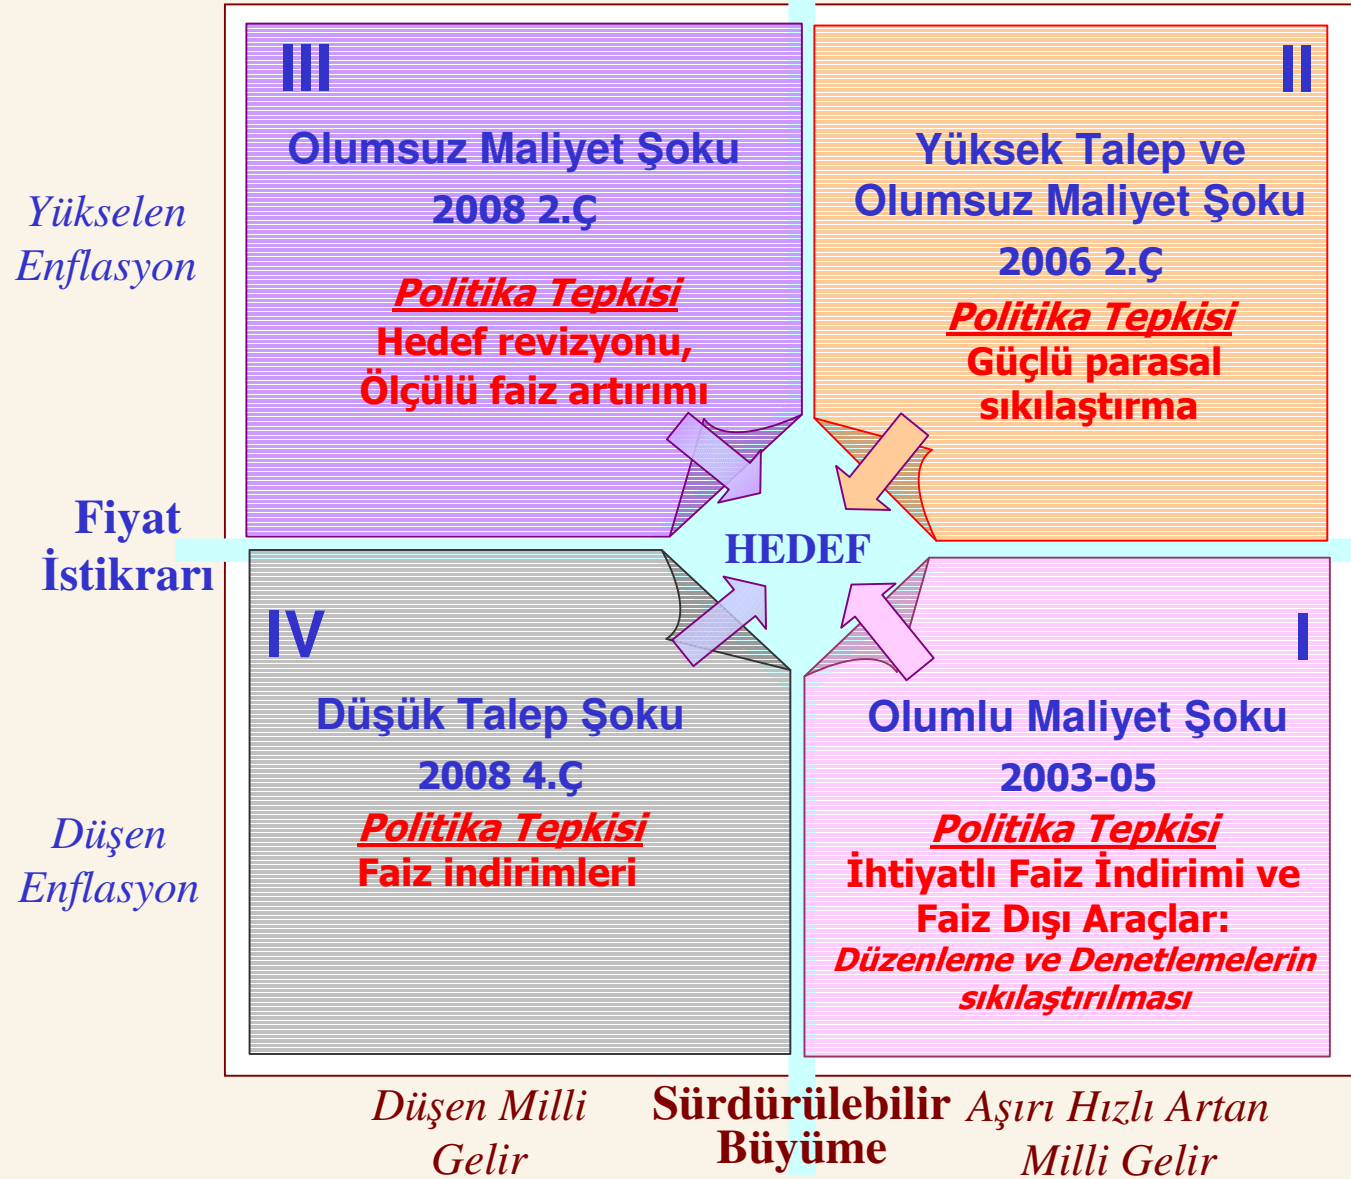 III
Olumsuz Maliyet Şoku
2008 2.Ç
Politika Tepkisi
Hedef revizyonu,
Ölçülü faiz artırımı
II
Yüksek Talep ve
Olumsuz Maliyet Şoku
2006 2.Ç
Politika Tepkisi
Güçlü parasal
sıkılaştırma
Yükselen
Enflasyon
Fiyat
İstikrarı
HEDEF
IV
Düşük Talep Şoku
2008 4.Ç
Politika Tepkisi
Faiz indirimleri
I
Olumlu Maliyet Şoku
2003-05
Politika Tepkisi
İhtiyatlı Faiz İndirimi ve
Faiz Dışı Araçlar:
Düzenleme ve Denetlemelerin
sıkılaştırılması
Düşen
Enflasyon
Düşen Milli
Gelir
Sürdürülebilir
Büyüme
Aşırı Hızlı Artan
Milli Gelir